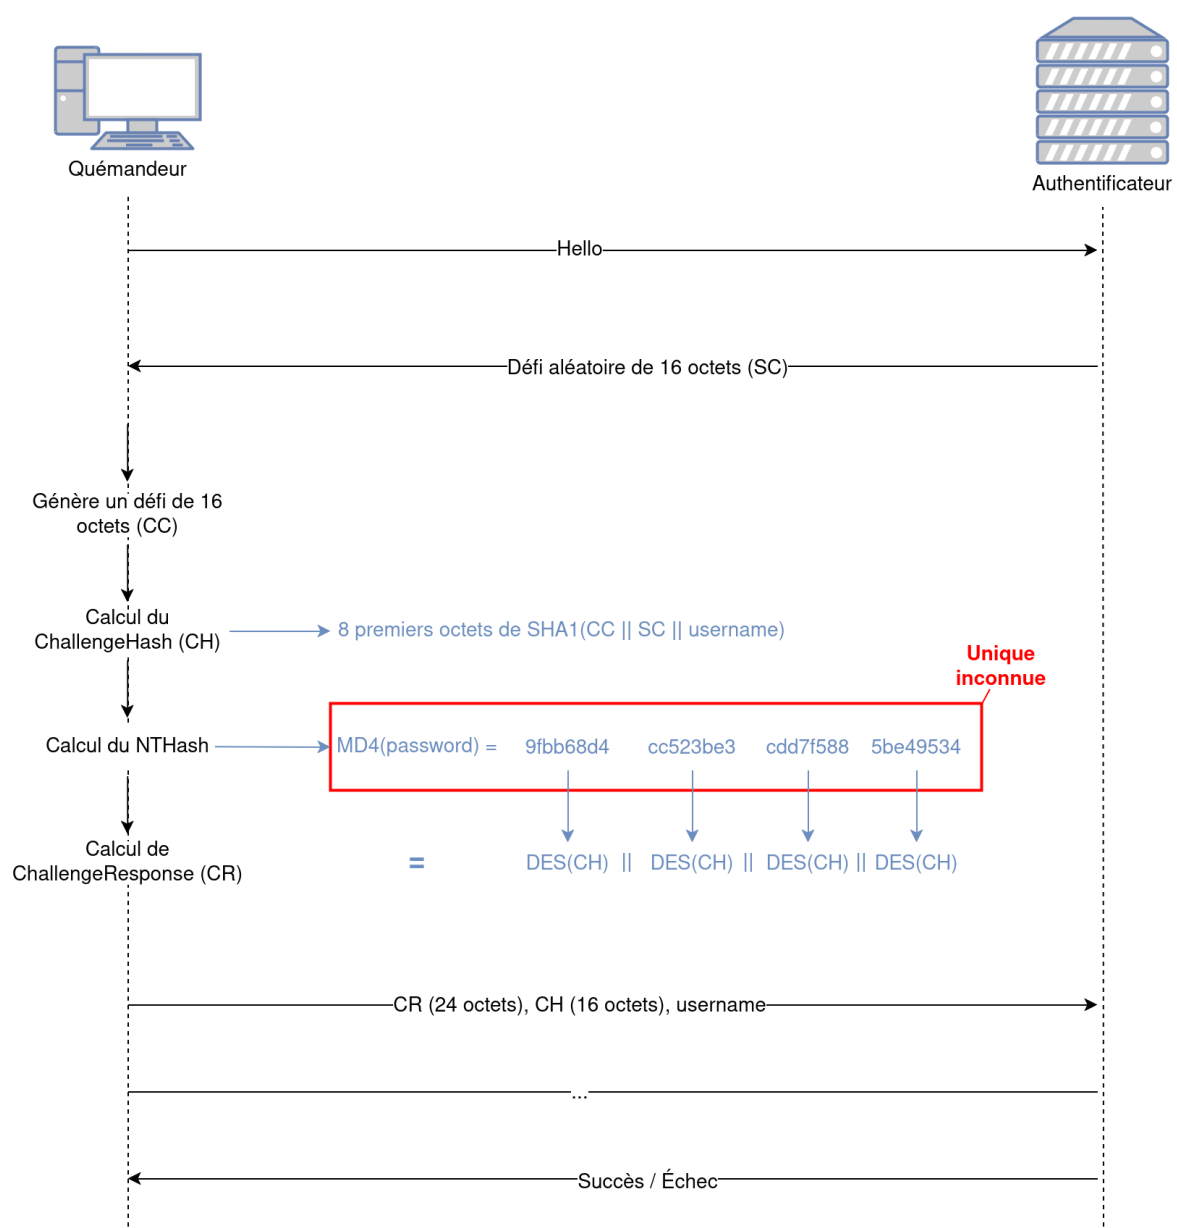 Quémandeur
Authentificateur
Hello
Défi aléatoire de 16 octets (SC)
Génère un défi de 16
octets (CC)
Calcul du
ChallengeHash (CH)
8 premiers octets de SHA1(CC || SC || username)
Unique
inconnue
Calcul du NTHash
MD4(password) = 9fbb68d4 cc523be3 cdd7f588 5be49534
Calcul de
ChallengeResponse (CR)
= DES(CH) || DES(CH) || DES(CH) || DES(CH)
CR (24 octets), CH (16 octets), username
...
Succès / Échec